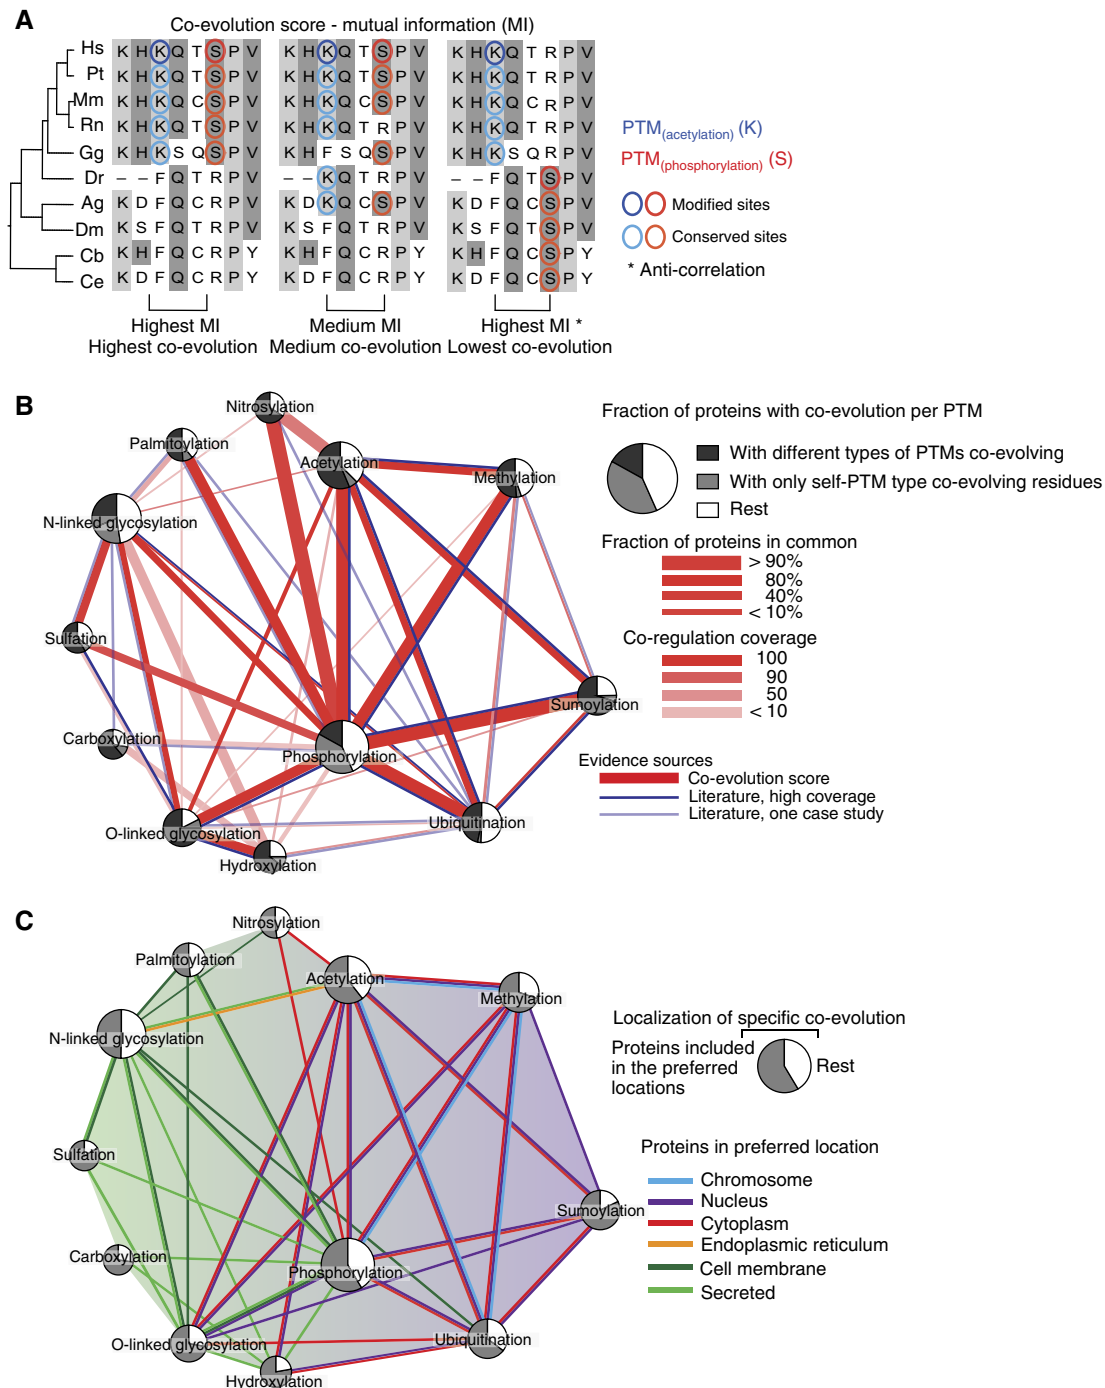 A
Co-evolution score - mutual information (MI)
Hs K H K Q T S P V K H K Q T S P V K H K Q T R P V
Pt K H K Q T S P V K H K Q T S P V K H K Q T R P V
Mm K H K Q C S P V K H K Q C S P V K H K Q C R P V
Rn K H K Q T S P V K H K Q T R P V K H K Q T R P V
Gg K H K S Q S P V K H F S Q S P V K H K S Q R P V
Dr – – F Q T R P V – – K Q T R P V – – F Q T S P V
Ag K D F Q C R P V K D K Q C S P V K D F Q C S P V
Dm K S F Q T R P V K S F Q T R P V K S F Q T S P V
Cb K H F Q C R P Y K H F Q C R P Y K H F Q C S P Y
Ce K D F Q C R P Y K D F Q C R P Y K D F Q C S P Y
PTM(acetylation) (K)
PTM(phosphorylation) (S)
Modified sites
Conserved sites
* Anti-correlation
Highest MI
Highest co-evolution
Medium MI
Medium co-evolution
Highest MI *
Lowest co-evolution
B
Nitrosylation
Palmitoylation
Acetylation
Methylation
N-linked glycosylation
Sulfation
Sumoylation
Carboxylation
Phosphorylation
O-linked glycosylation
Ubiquitination
Hydroxylation
Fraction of proteins with co-evolution per PTM
With different types of PTMs co-evolving
With only self-PTM type co-evolving residues
Rest
Fraction of proteins in common
> 90%
80%
40%
< 10%
Co-regulation coverage
100
90
50
< 10
Evidence sources
Co-evolution score
Literature, high coverage
Literature, one case study
C
Nitrosylation
Palmitoylation
Acetylation
Methylation
N-linked glycosylation
Sulfation
Sumoylation
Carboxylation
Phosphorylation
O-linked glycosylation
Ubiquitination
Hydroxylation
Localization of specific co-evolution
Proteins included
in the preferred
locations
Rest
Proteins in preferred location
Chromosome
Nucleus
Cytoplasm
Endoplasmic reticulum
Cell membrane
Secreted